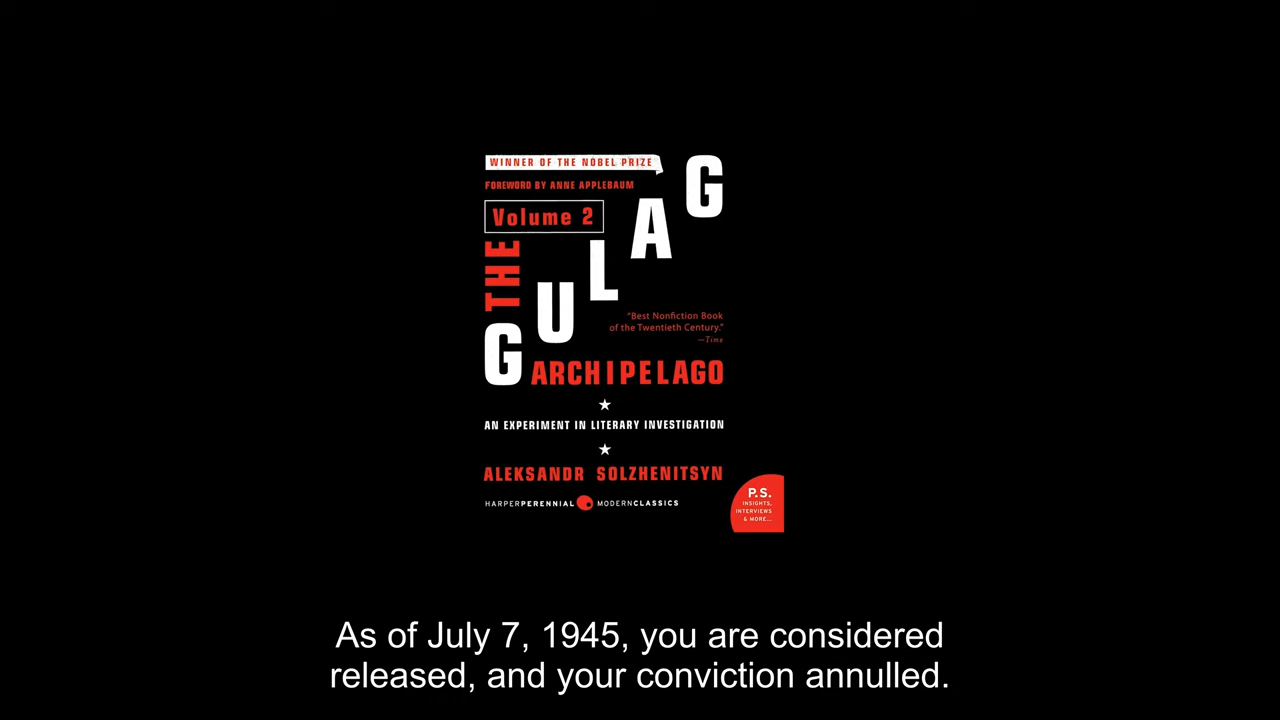 WINNER OF THE NOBEL PRIZE
FOREWORD BY ANNE APPLEBAUM
Volume 2
THE
GULAG
"Best Nonfiction Book
of the Twentieth Century."
—Time
ARCHIPELAGO
AN EXPERIMENT IN LITERARY INVESTIGATION
ALEKSANDR SOLZHENITSYN
HARPERPERENNIAL MODERNCLASSICS
P.S.
INSIGHTS,
INTERVIEWS
& MORE...
As of July 7, 1945, you are considered
released, and your conviction annulled.